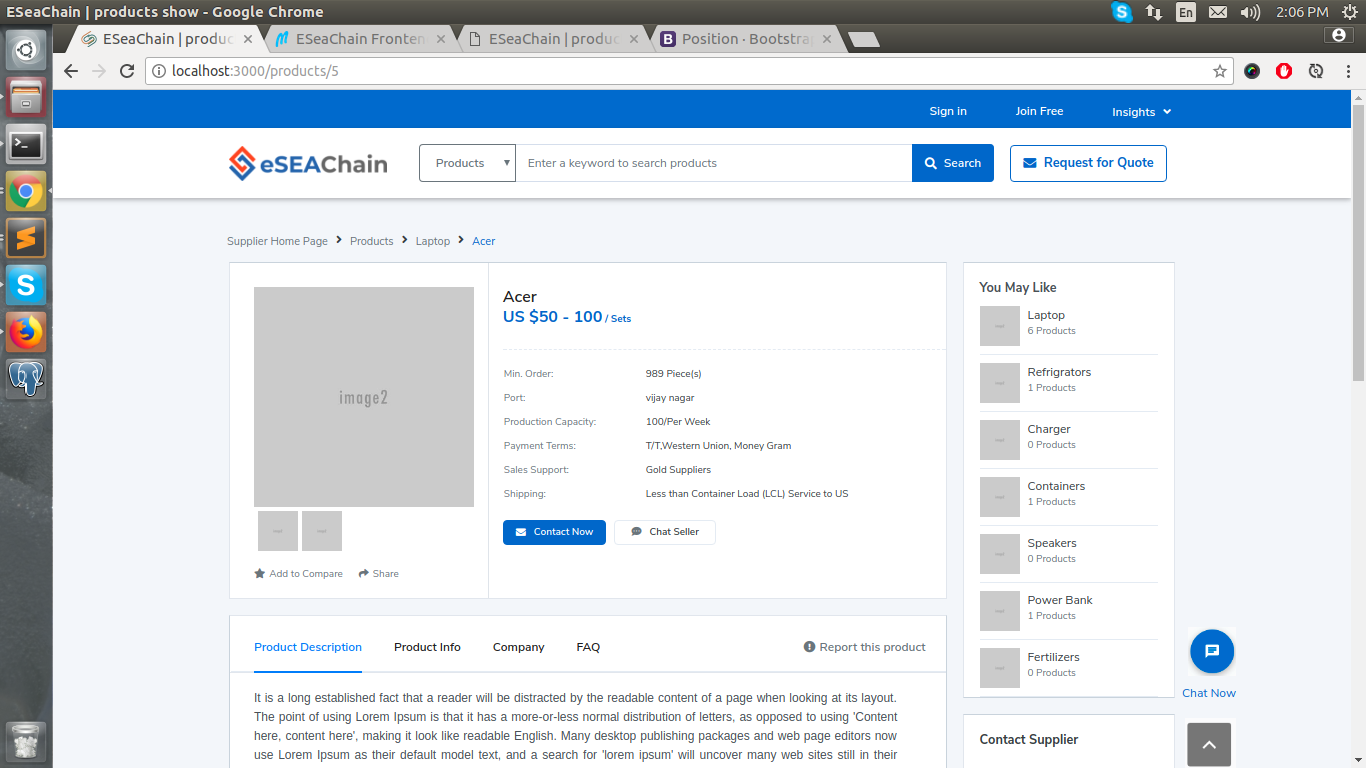 ESeaChain | products show - Google Chrome
En
2:06 PM
ESeaChain | produc
ESeaChain Fronten
ESeaChain | produc
Position · Bootstra
localhost:3000/products/5
Sign in
Join Free
Insights
eSEAChain
Products
Enter a keyword to search products
Search
Request for Quote
Supplier Home Page
Products
Laptop
Acer
image2
Add to Compare
Share
Acer
US $50 - 100 / Sets
Min. Order: 989 Piece(s)
Port: vijay nagar
Production Capacity: 100/Per Week
Payment Terms: T/T,Western Union, Money Gram
Sales Support: Gold Suppliers
Shipping: Less than Container Load (LCL) Service to US
Contact Now
Chat Seller
You May Like
Laptop
6 Products
Refrigrators
1 Products
Charger
0 Products
Containers
1 Products
Speakers
0 Products
Power Bank
1 Products
Fertilizers
0 Products
Product Description
Product Info
Company
FAQ
Report this product
It is a long established fact that a reader will be distracted by the readable content of a page when looking at its layout.
The point of using Lorem Ipsum is that it has a more-or-less normal distribution of letters, as opposed to using 'Content
here, content here', making it look like readable English. Many desktop publishing packages and web page editors now
use Lorem Ipsum as their default model text, and a search for 'lorem ipsum' will uncover many web sites still in their
Contact Supplier
Chat Now